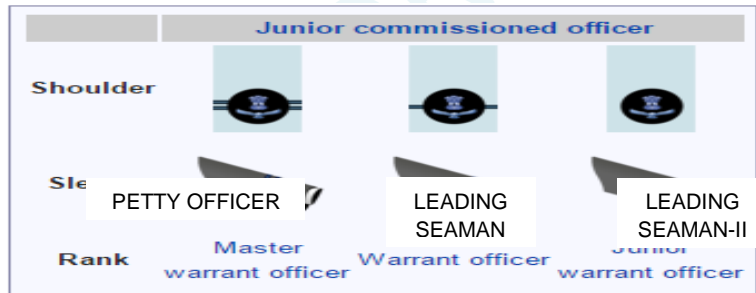 Junior commissioned officer
Shoulder
Sle
PETTY OFFICER
LEADING
SEAMAN
LEADING
SEAMAN-II
Rank
Master
warrant officer
Warrant officer
Junior
warrant officer